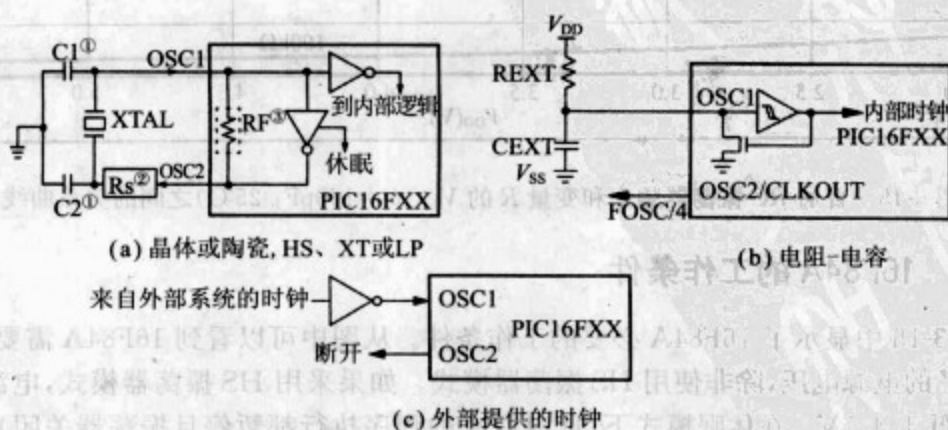 C1①
OSC1
XTAL
RF③
到内部逻辑
休眠
Rs②
OSC2
C2①
PIC16FXX
(a) 晶体或陶瓷, HS、XT或LP
VDD
REXT
CEXT
VSS
OSC1
内部时钟
PIC16FXX
OSC2/CLKOUT
FOSC/4
(b) 电阻-电容
来自外部系统的时钟
OSC1
PIC16FXX
断开
OSC2
(c) 外部提供的时钟